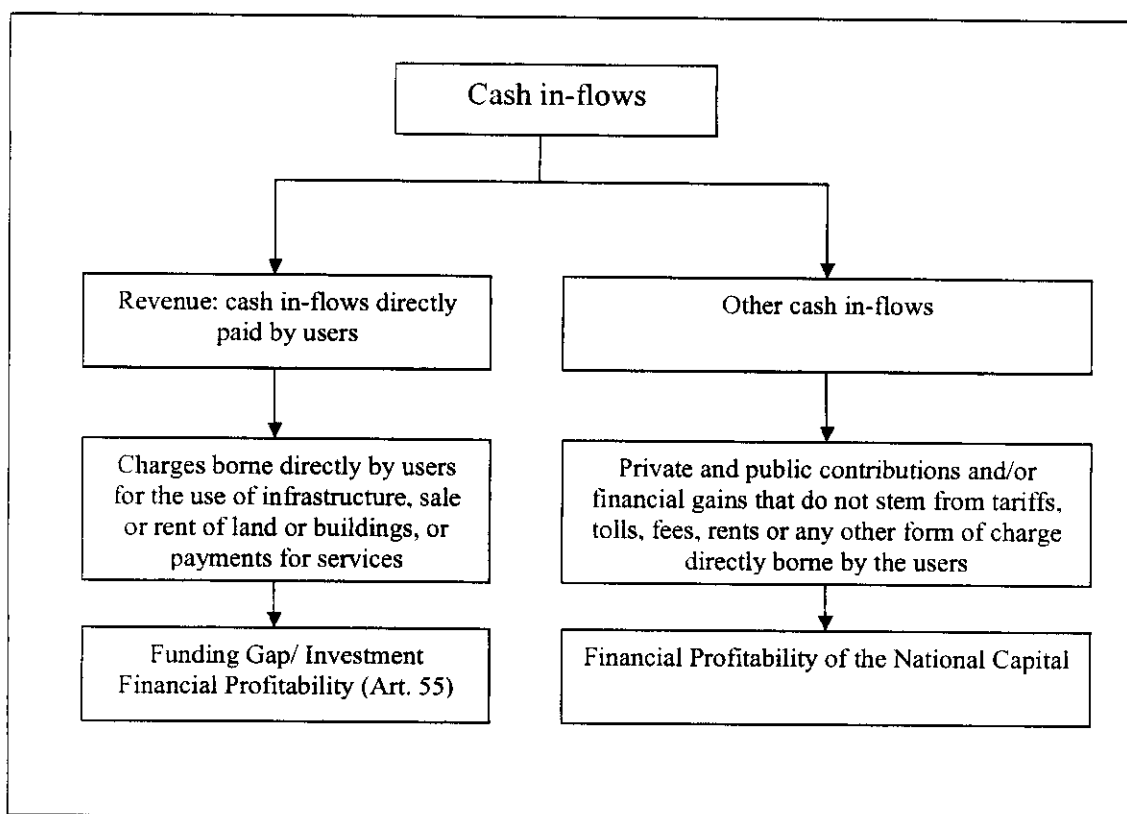 Cash in-flows
Revenue: cash in-flows directly
paid by users
Other cash in-flows
Charges borne directly by users
for the use of infrastructure, sale
or rent of land or buildings, or
payments for services
Private and public contributions and/or
financial gains that do not stem from tariffs,
tolls, fees, rents or any other form of charge
directly borne by the users
Funding Gap/ Investment
Financial Profitability (Art. 55)
Financial Profitability of the National Capital